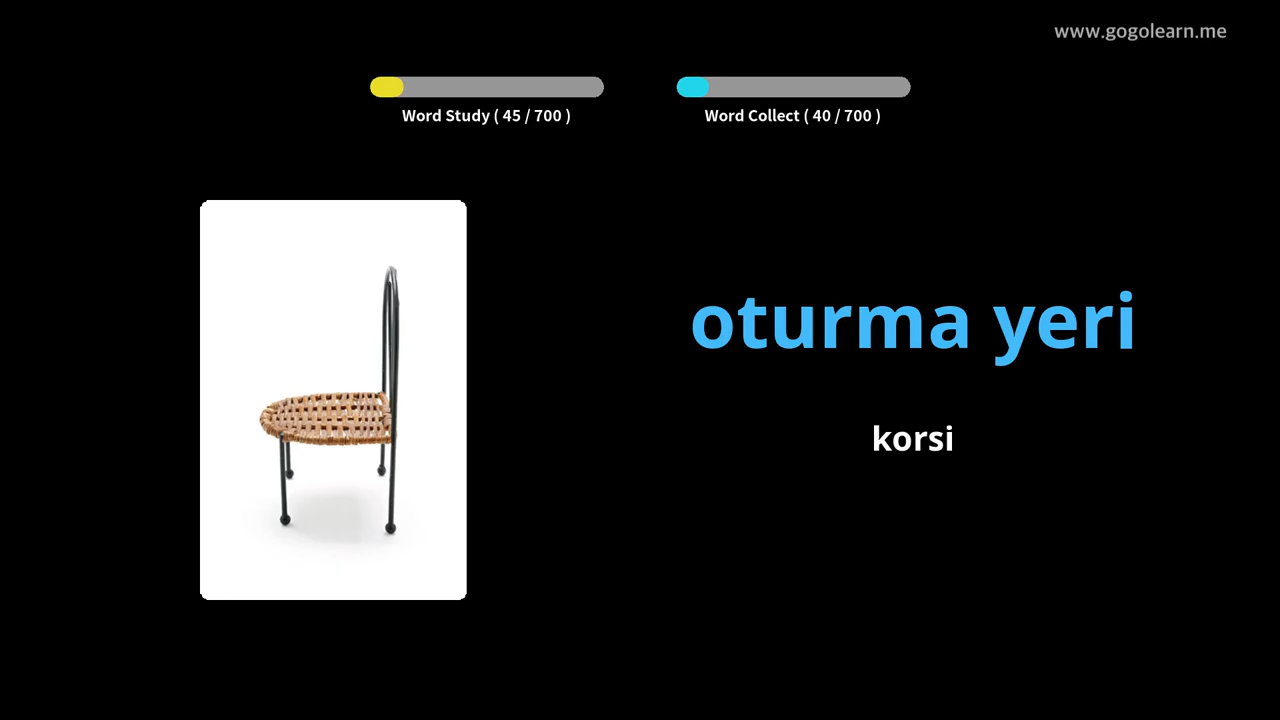 www.gogolearn.me
Word Study ( 45 / 700 )
Word Collect ( 40 / 700 )
oturma yeri
korsi